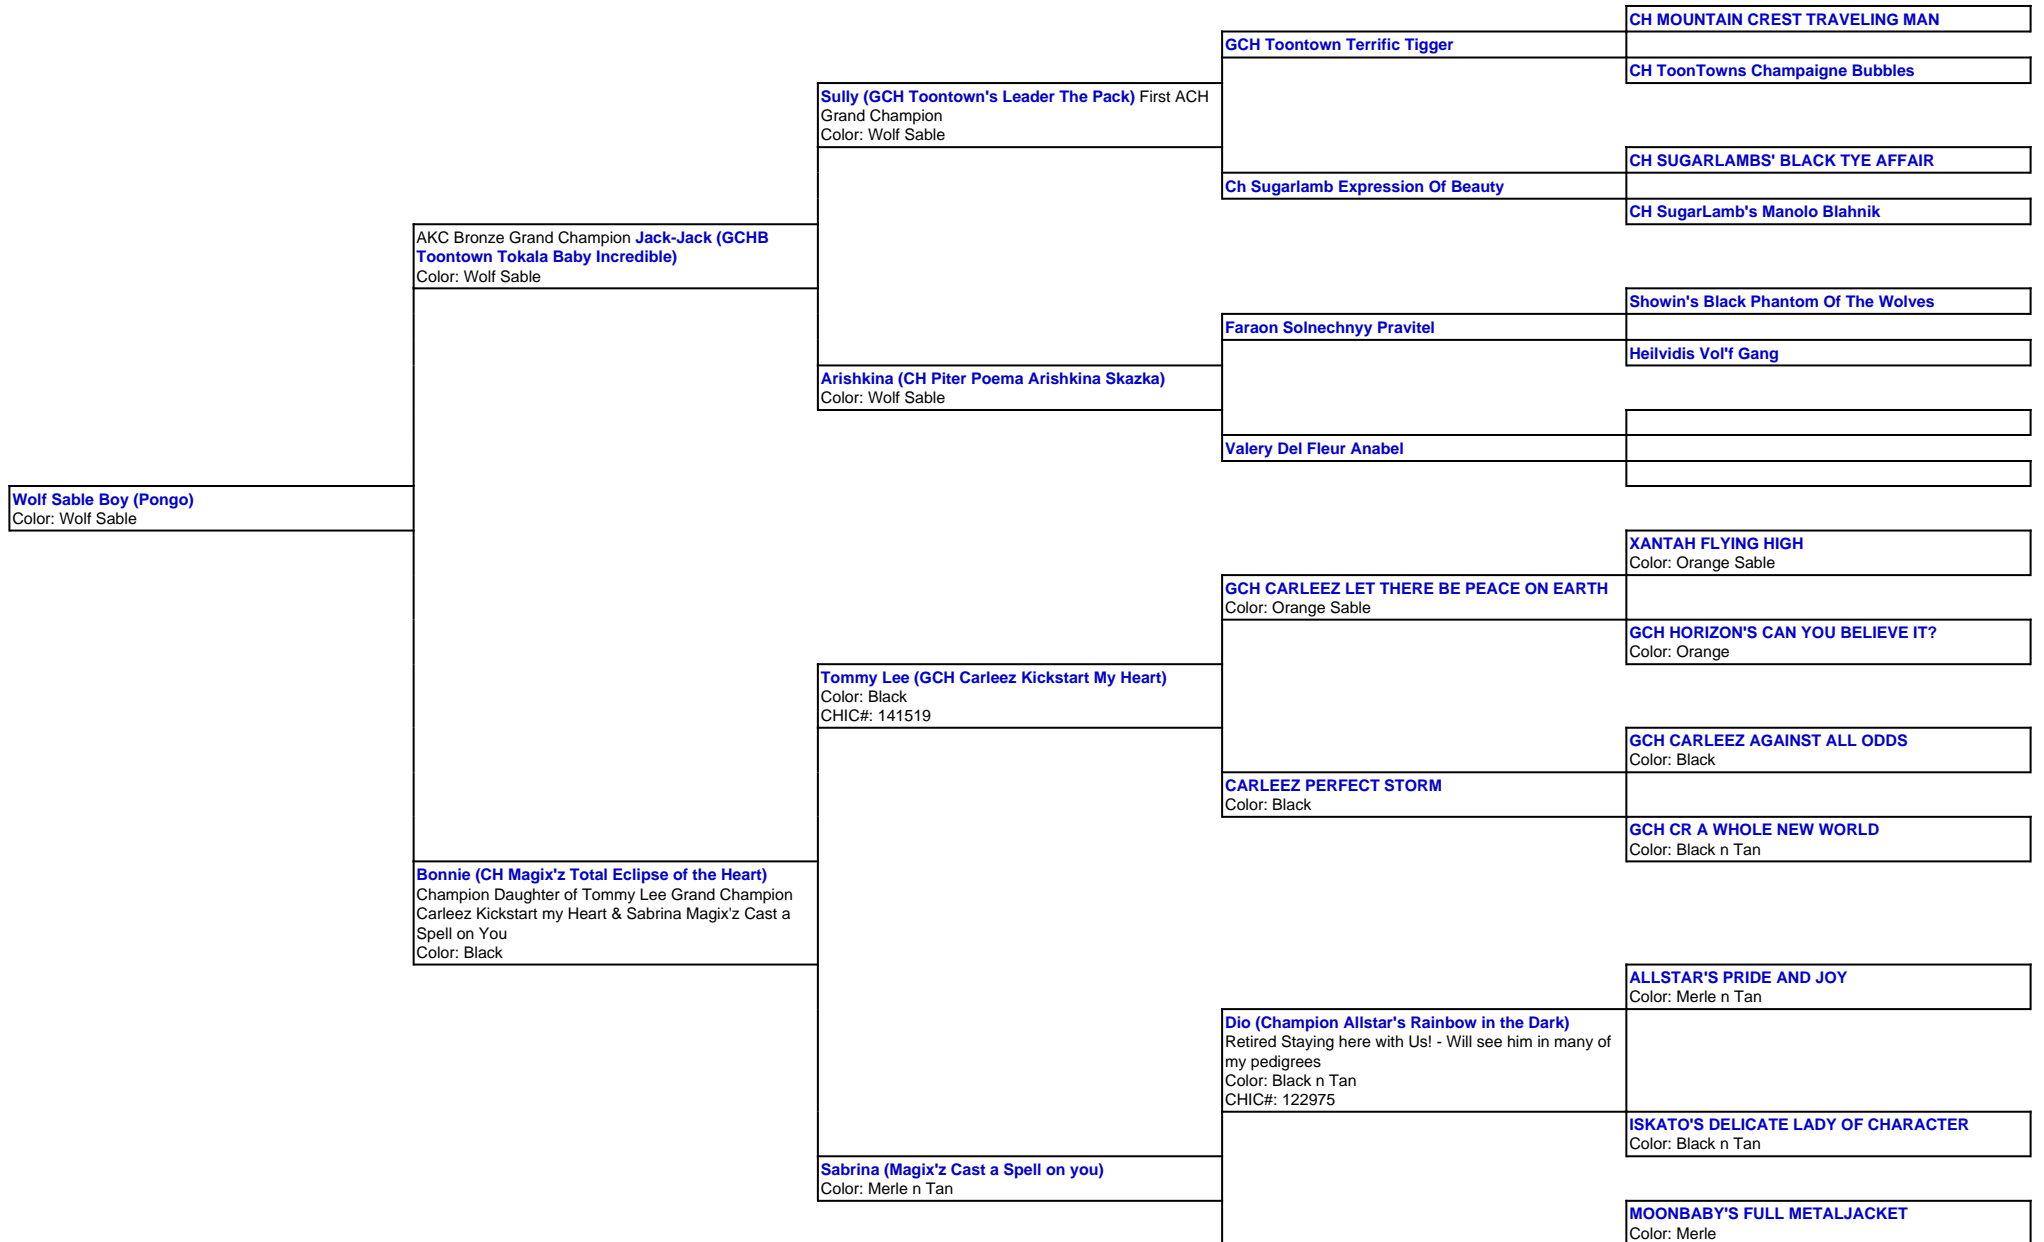 CH MOUNTAIN CREST TRAVELING MAN
GCH Toontown Terrific Tigger
CH ToonTowns Champaigne Bubbles
Sully (GCH Toontown's Leader The Pack) First ACH
Grand Champion
Color: Wolf Sable
CH SUGARLAMBS' BLACK TYE AFFAIR
Ch Sugarlamb Expression Of Beauty
CH SugarLamb's Manolo Blahnik
AKC Bronze Grand Champion Jack-Jack (GCHB
Toontown Tokala Baby Incredible)
Color: Wolf Sable
Showin's Black Phantom Of The Wolves
Faraon Solnechnyy Pravitel
Heilvidis Vol'f Gang
Arishkina (CH Piter Poema Arishkina Skazka)
Color: Wolf Sable
Valery Del Fleur Anabel
Wolf Sable Boy (Pongo)
Color: Wolf Sable
XANTAH FLYING HIGH
Color: Orange Sable
GCH CARLEEZ LET THERE BE PEACE ON EARTH
Color: Orange Sable
GCH HORIZON'S CAN YOU BELIEVE IT?
Color: Orange
Tommy Lee (GCH Carleez Kickstart My Heart)
Color: Black
CHIC#: 141519
GCH CARLEEZ AGAINST ALL ODDS
Color: Black
CARLEEZ PERFECT STORM
Color: Black
GCH CR A WHOLE NEW WORLD
Color: Black n Tan
Bonnie (CH Magix'z Total Eclipse of the Heart)
Champion Daughter of Tommy Lee Grand Champion
Carleez Kickstart my Heart & Sabrina Magix'z Cast a
Spell on You
Color: Black
ALLSTAR'S PRIDE AND JOY
Color: Merle n Tan
Dio (Champion Allstar's Rainbow in the Dark)
Retired Staying here with Us! - Will see him in many of
my pedigrees
Color: Black n Tan
CHIC#: 122975
ISKATO'S DELICATE LADY OF CHARACTER
Color: Black n Tan
Sabrina (Magix'z Cast a Spell on you)
Color: Merle n Tan
MOONBABY'S FULL METALJACKET
Color: Merle